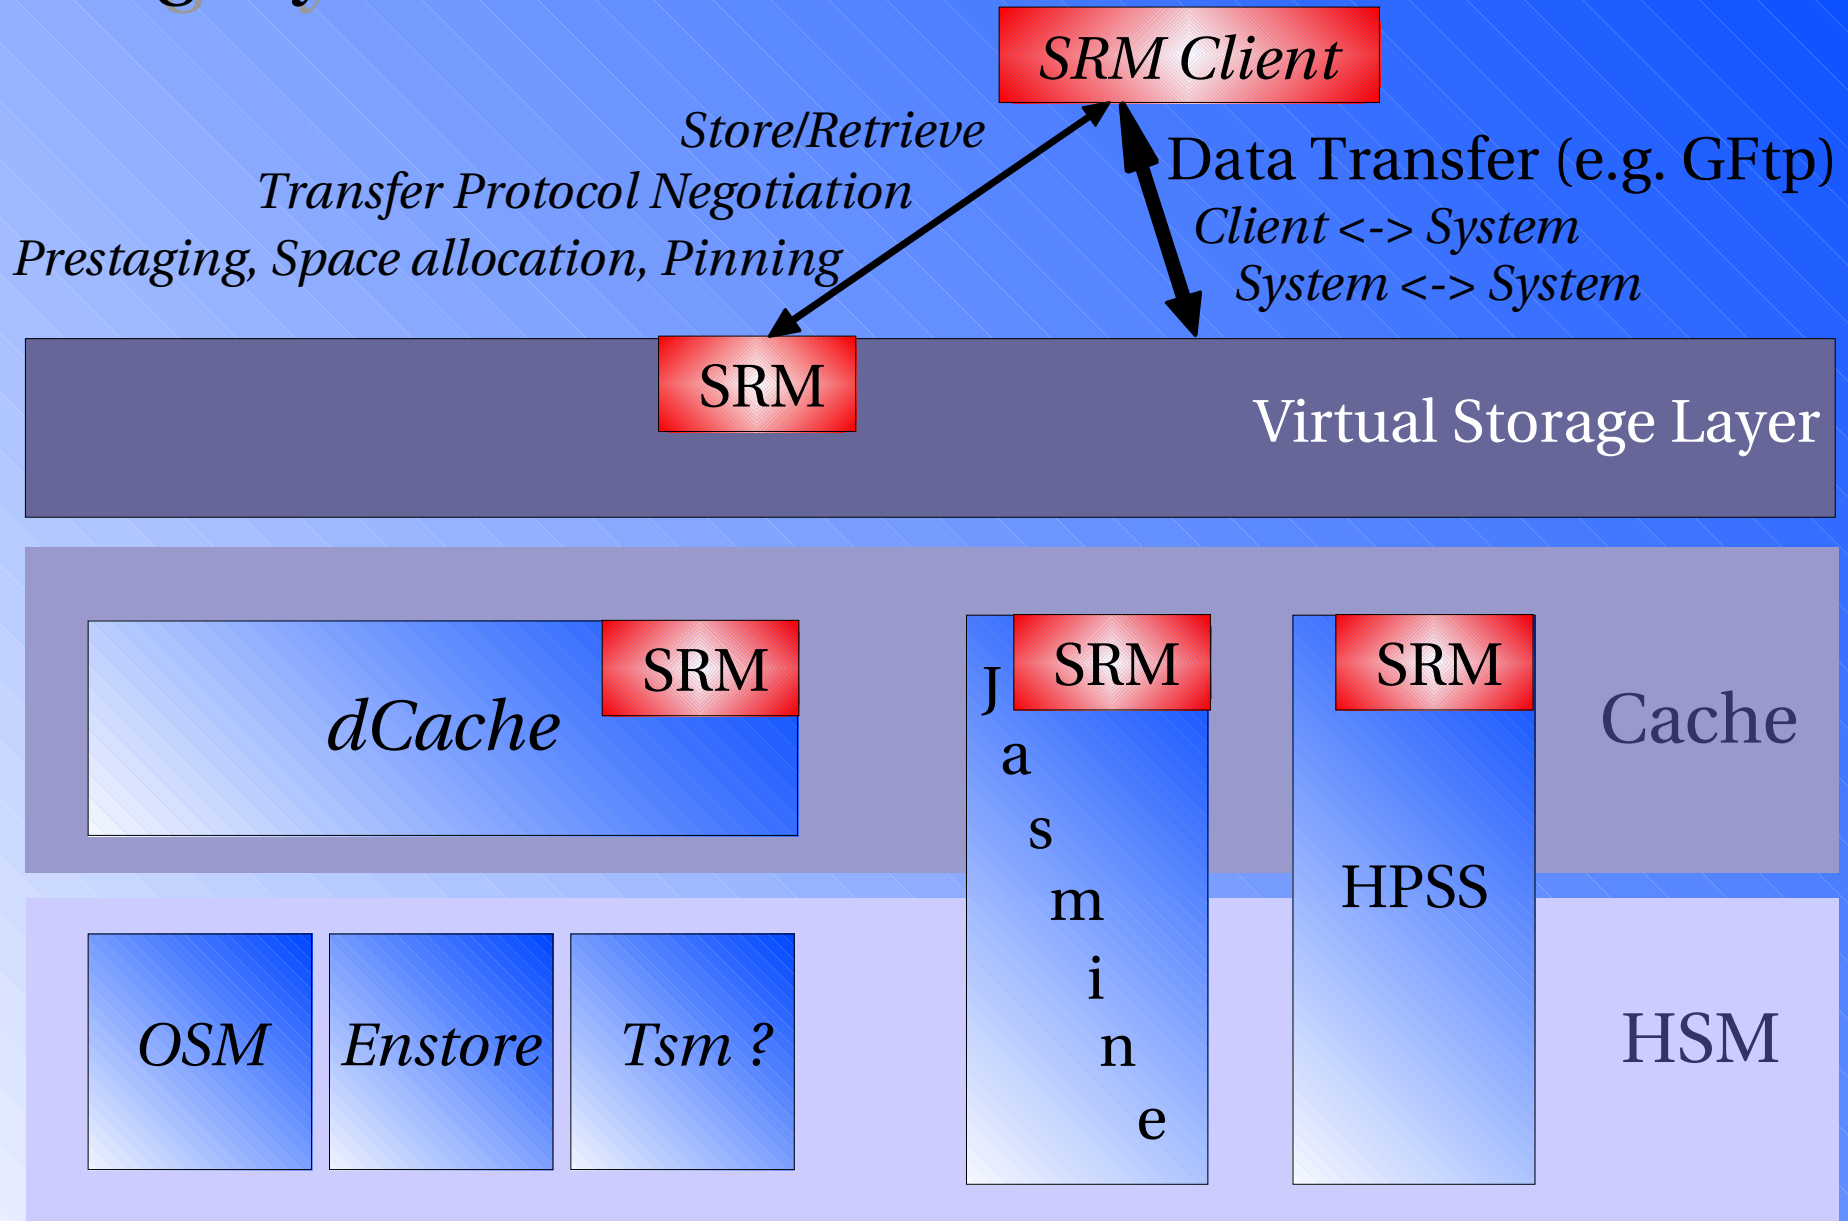 SRM Client
Store/Retrieve
Transfer Protocol Negotiation
Prestaging, Space allocation, Pinning
Data Transfer (e.g. GFtp)
Client <-> System
System <-> System
SRM
Virtual Storage Layer
dCache
SRM
Jasmine
SRM
HPSS
SRM
Cache
OSM
Enstore
Tsm ?
HSM